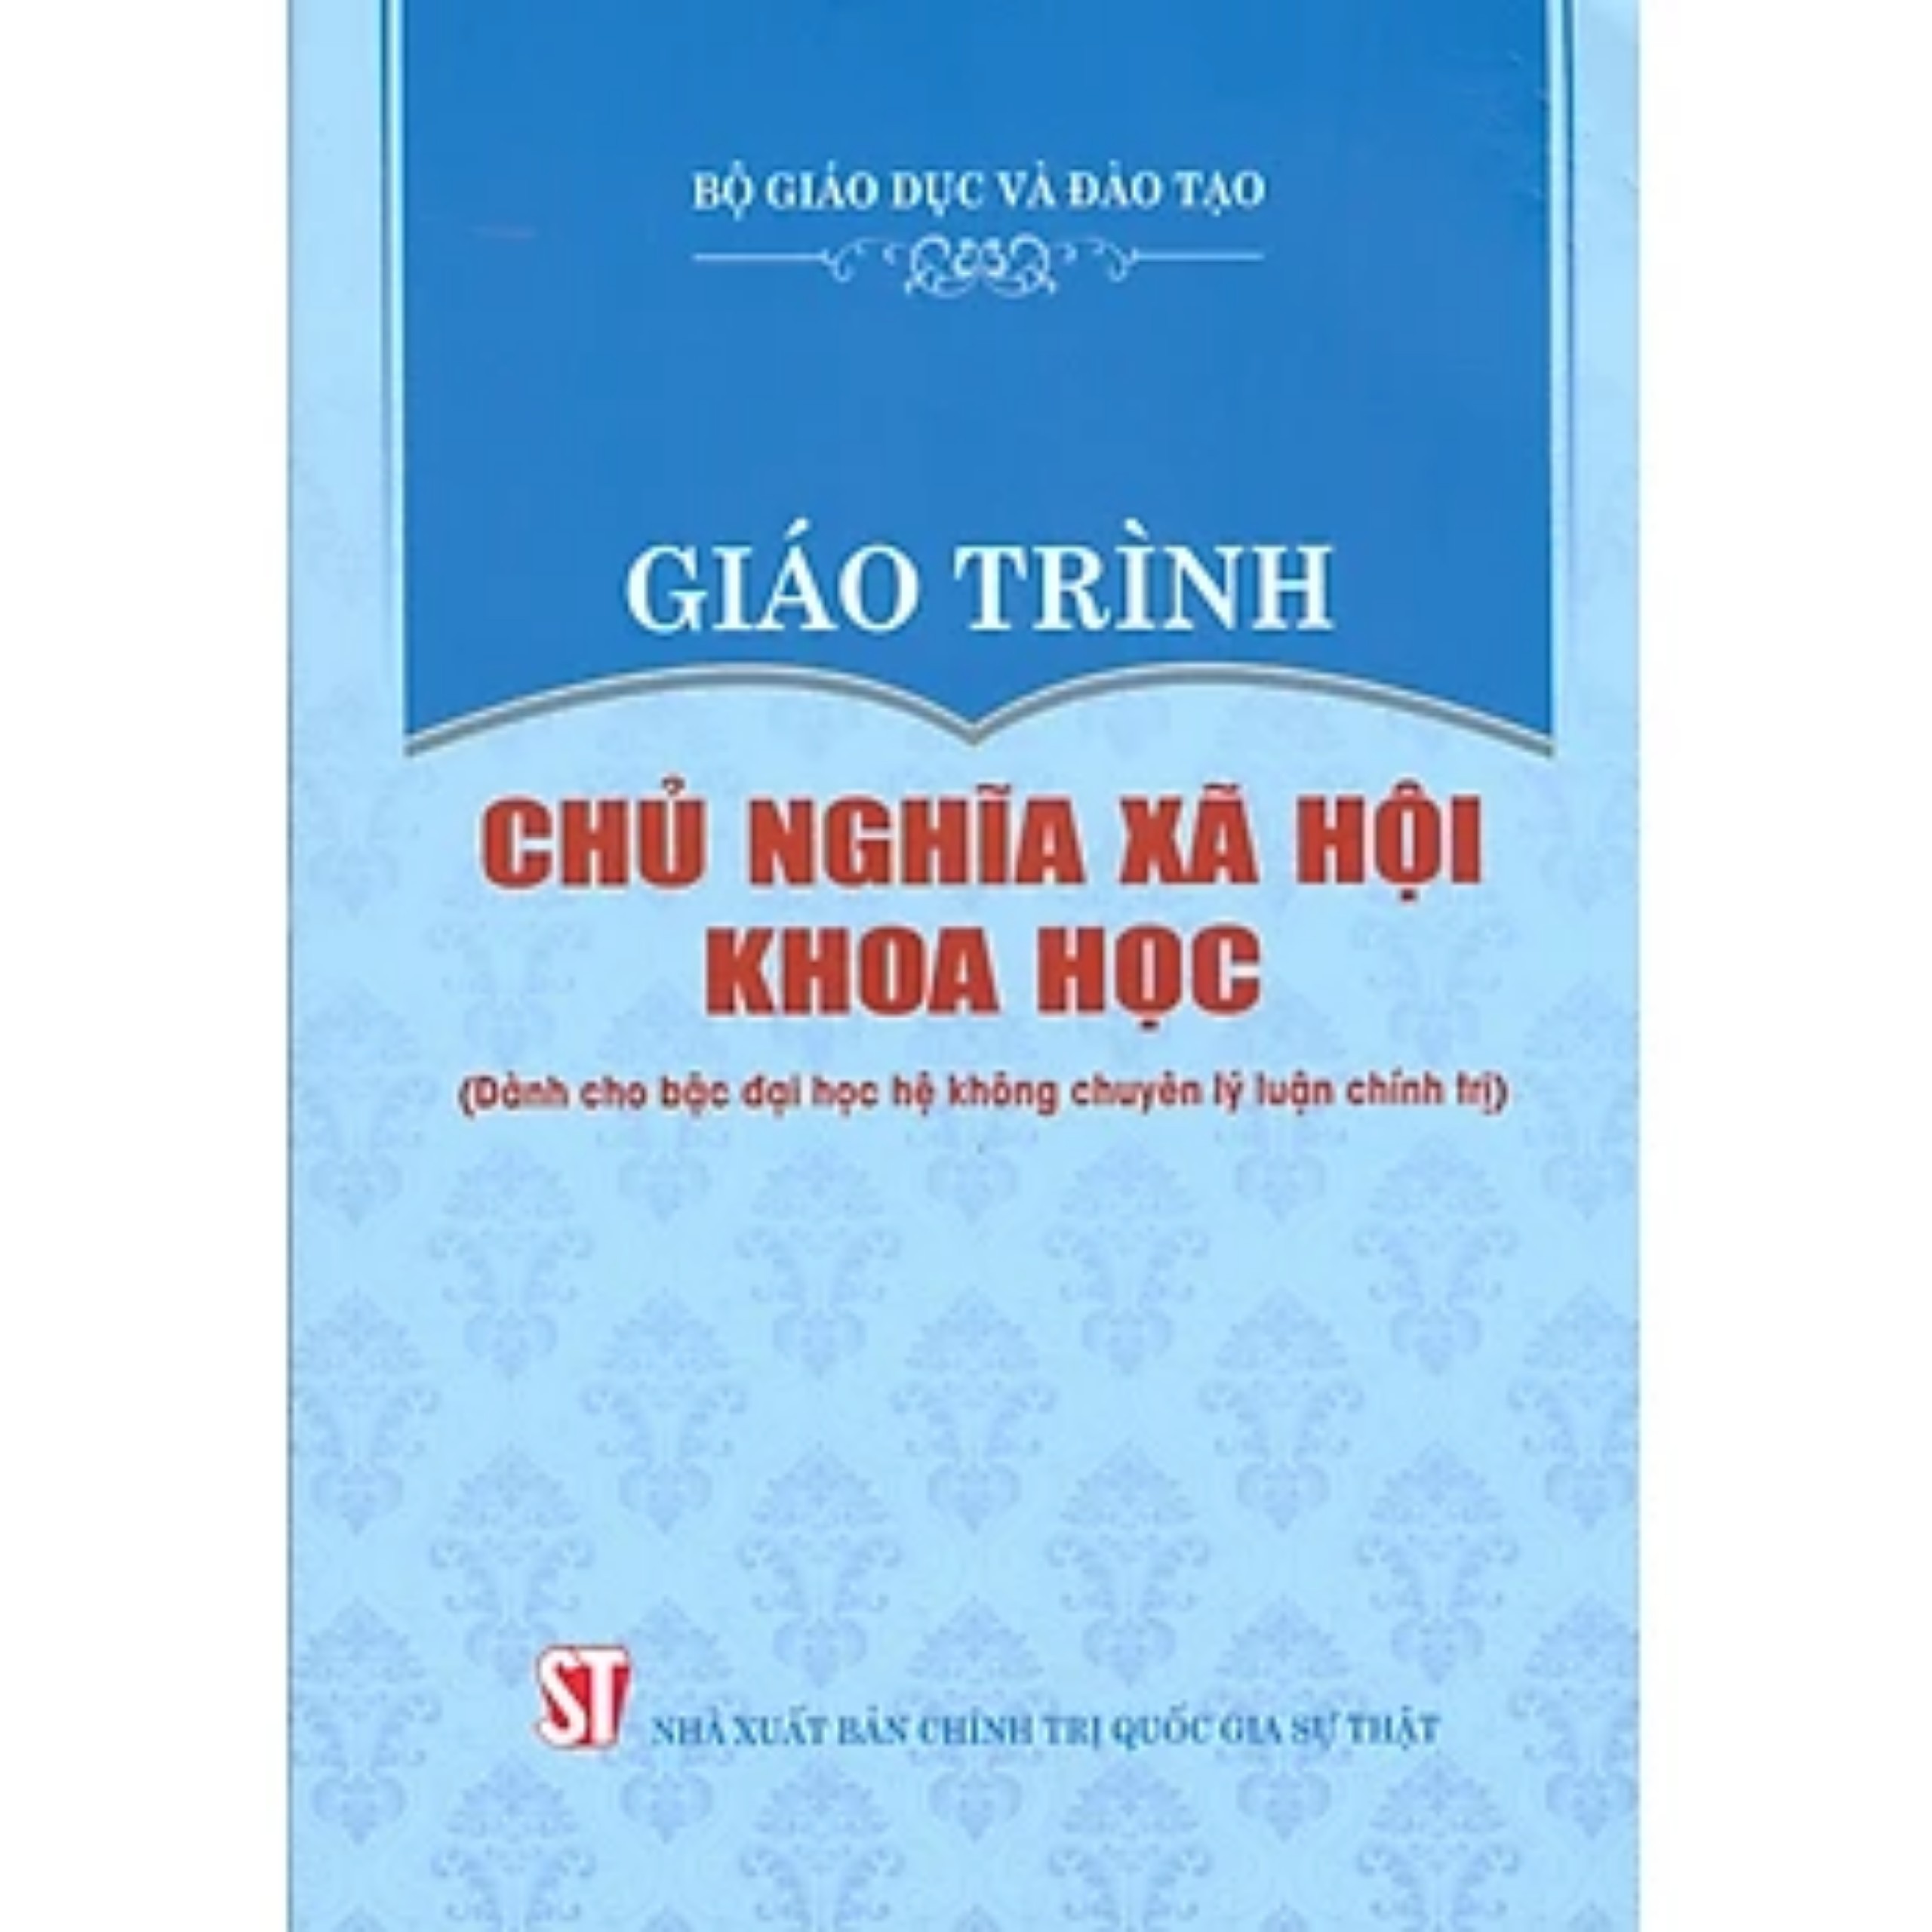 BỘ GIÁO DỤC VÀ ĐÀO TẠO
GIÁO TRÌNH
CHỦ NGHĨA XÃ HỘI
KHOA HỌC
(Dành cho bậc đại học hệ không chuyên lý luận chính trị)
ST NHÀ XUẤT BẢN CHÍNH TRỊ QUỐC GIA SỰ THẬT